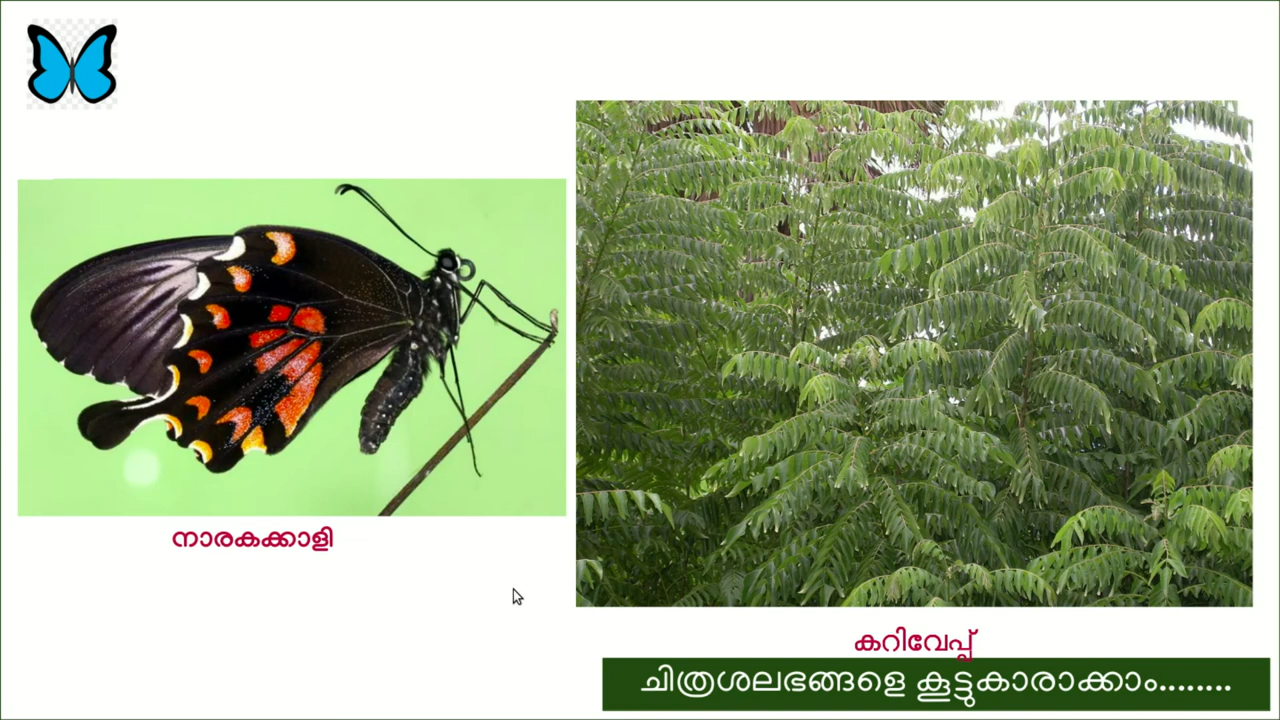 നാരകക്കാളി
കറിവേപ്പ്
ചിത്രശലഭങ്ങളെ കൂട്ടുകാരാക്കാം........